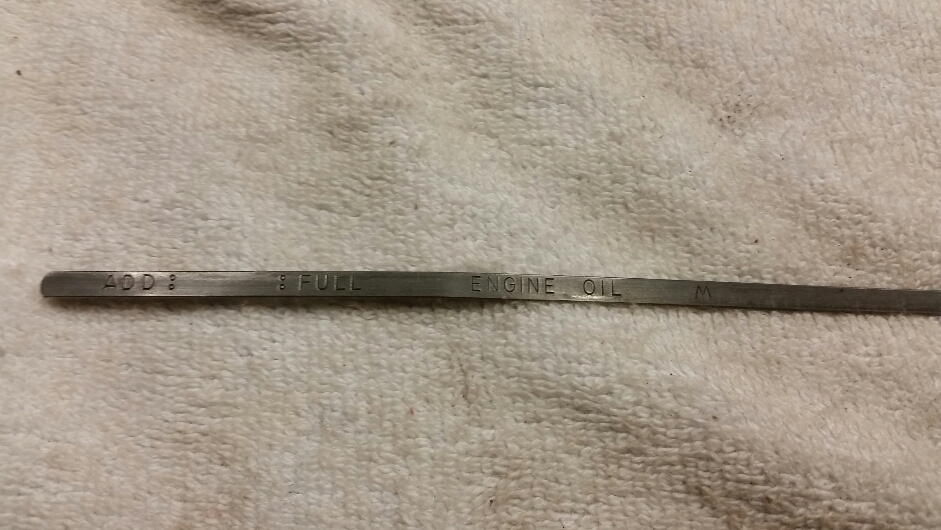 ADD : : FULL ENGINE OIL M